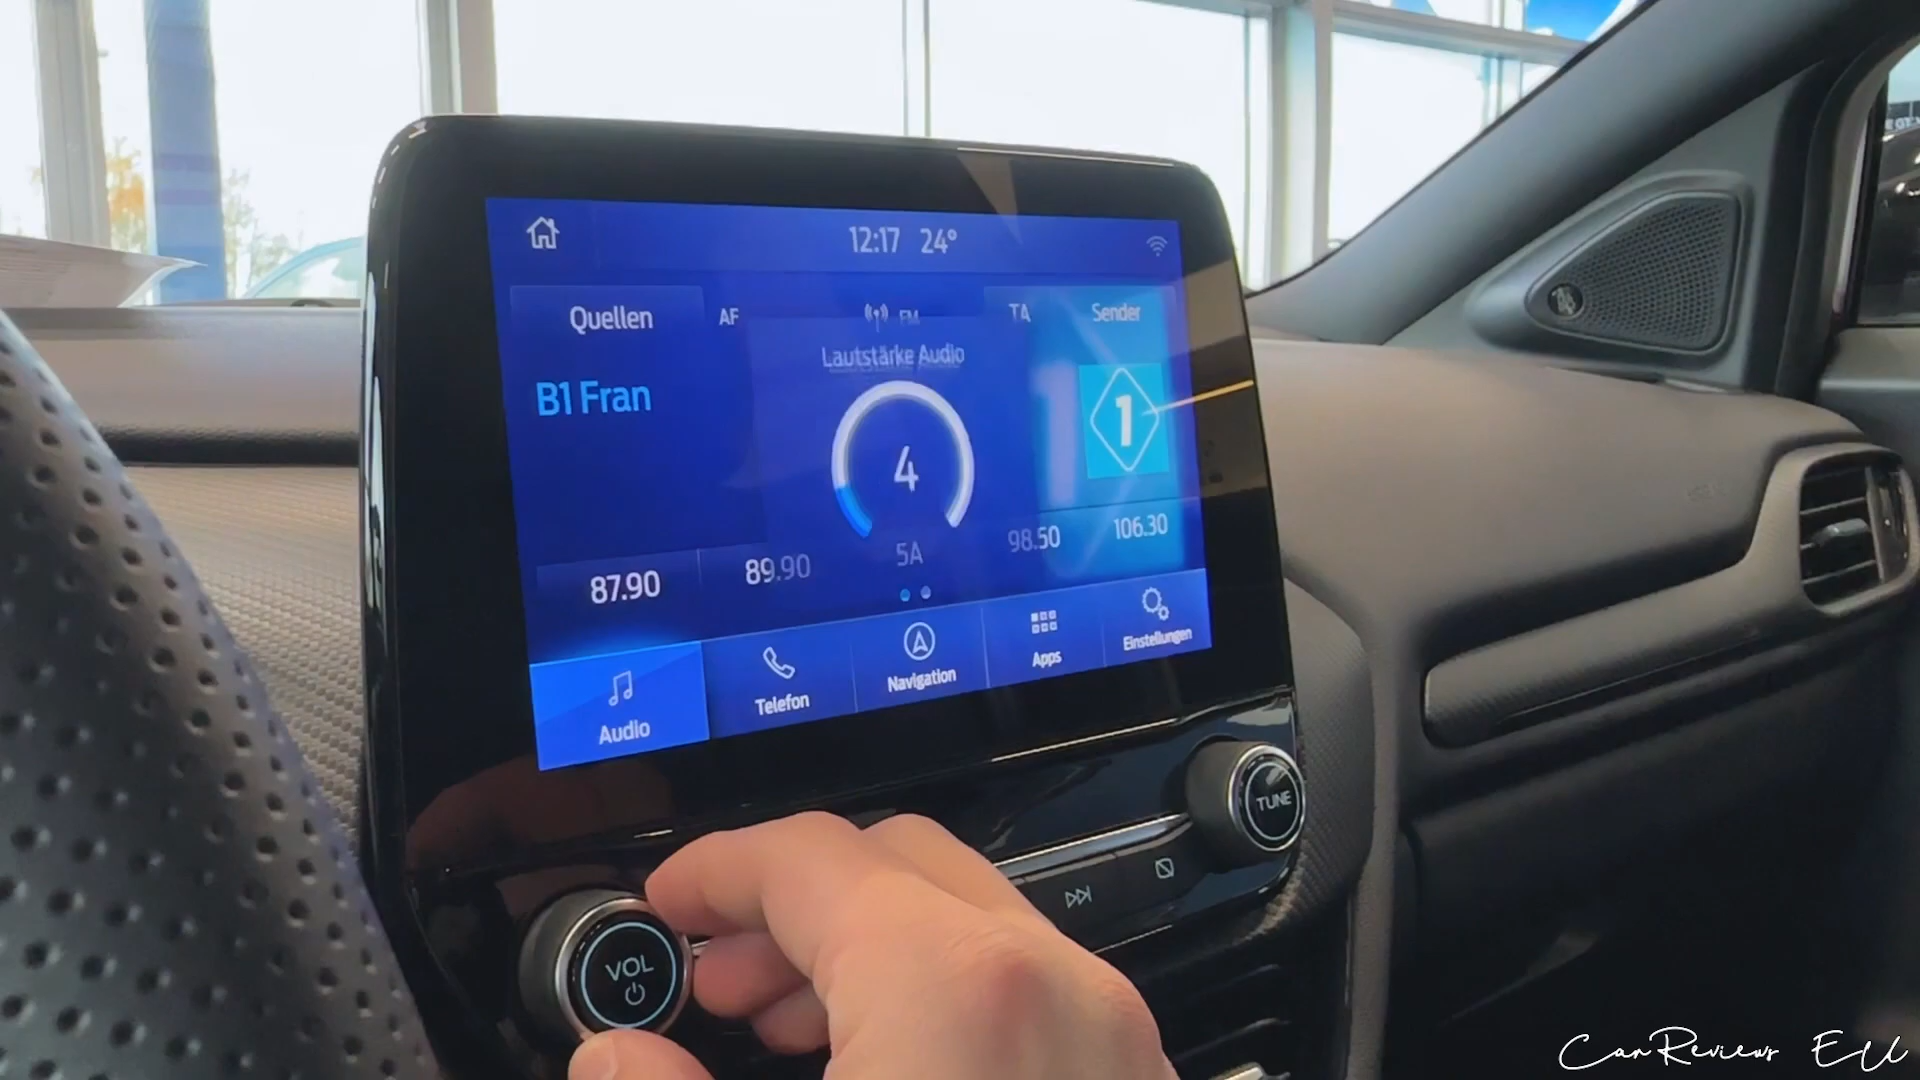 12:17 24°
Quellen
AF
FM
TA
Sender
Lautstärke Audio
B1 Fran
4
1
87.90
89.90
5A
98.50
106.30
Audio
Telefon
Navigation
Apps
Einstellungen
TUNE
VOL
CarReviews EU